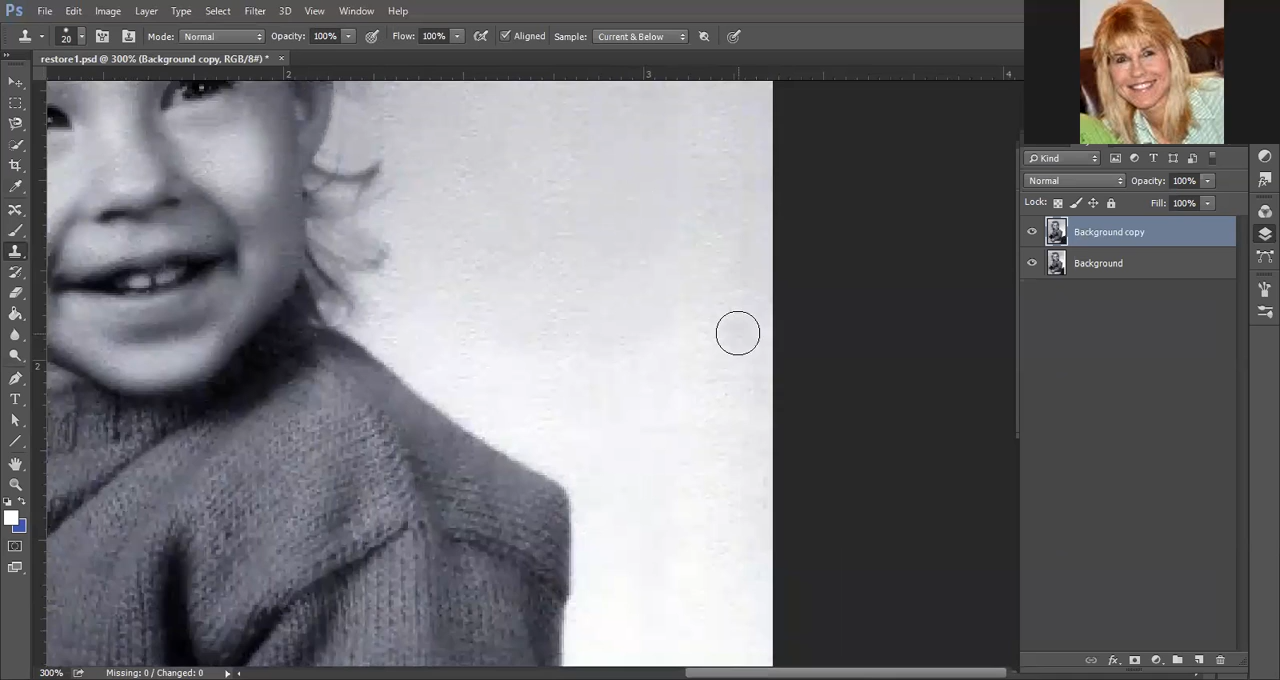 Ps File Edit Image Layer Type Select Filter 3D View Window Help
20 Mode: Normal Opacity: 100% Flow: 100% Aligned Sample: Current & Below
restore1.psd @ 300% (Background copy, RGB/8#) * ×
2 3 4
Kind
Normal Opacity: 100%
Lock: Fill: 100%
Background copy
Background
2
300% Missing: 0 / Changed: 0